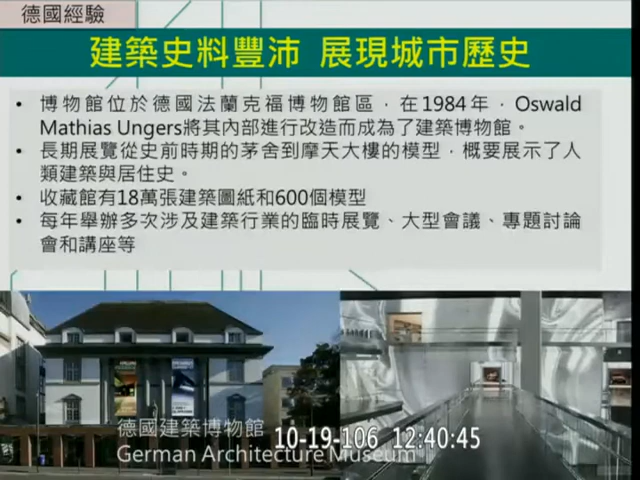 德國經驗
建築史料豐沛 展現城市歷史
• 博物館位於德國法蘭克福博物館區，在1984年，Oswald
Mathias Ungers將其內部進行改造而成為了建築博物館。
• 長期展覽從史前時期的茅舍到摩天大樓的模型，概要展示了人
類建築與居住史。
• 收藏館有18萬張建築圖紙和600個模型
• 每年舉辦多次涉及建築行業的臨時展覽、大型會議、專題討論
會和講座等
德國建築博物館
German Architecture Museum
10-19-106 12:40:45